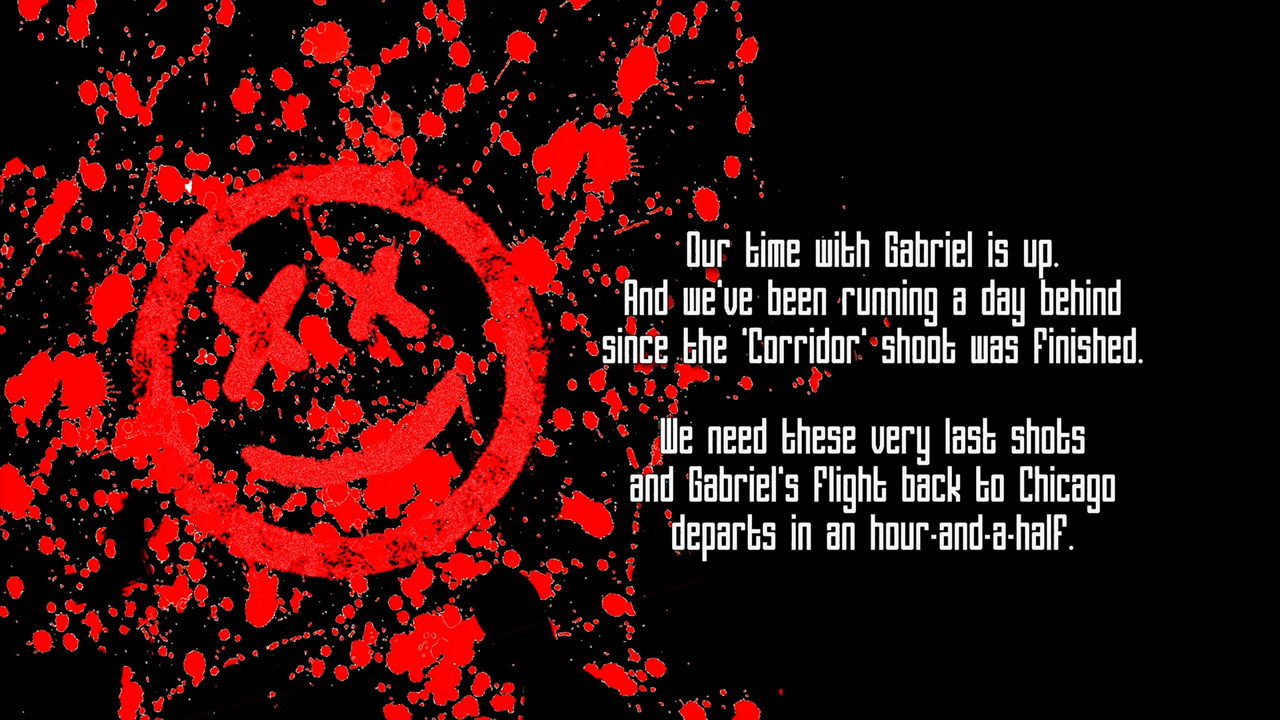 Our time with Gabriel is up.
And we've been running a day behind
since the 'Corridor' shoot was finished.
We need these very last shots
and Gabriel's flight back to Chicago
departs in an hour-and-a-half.